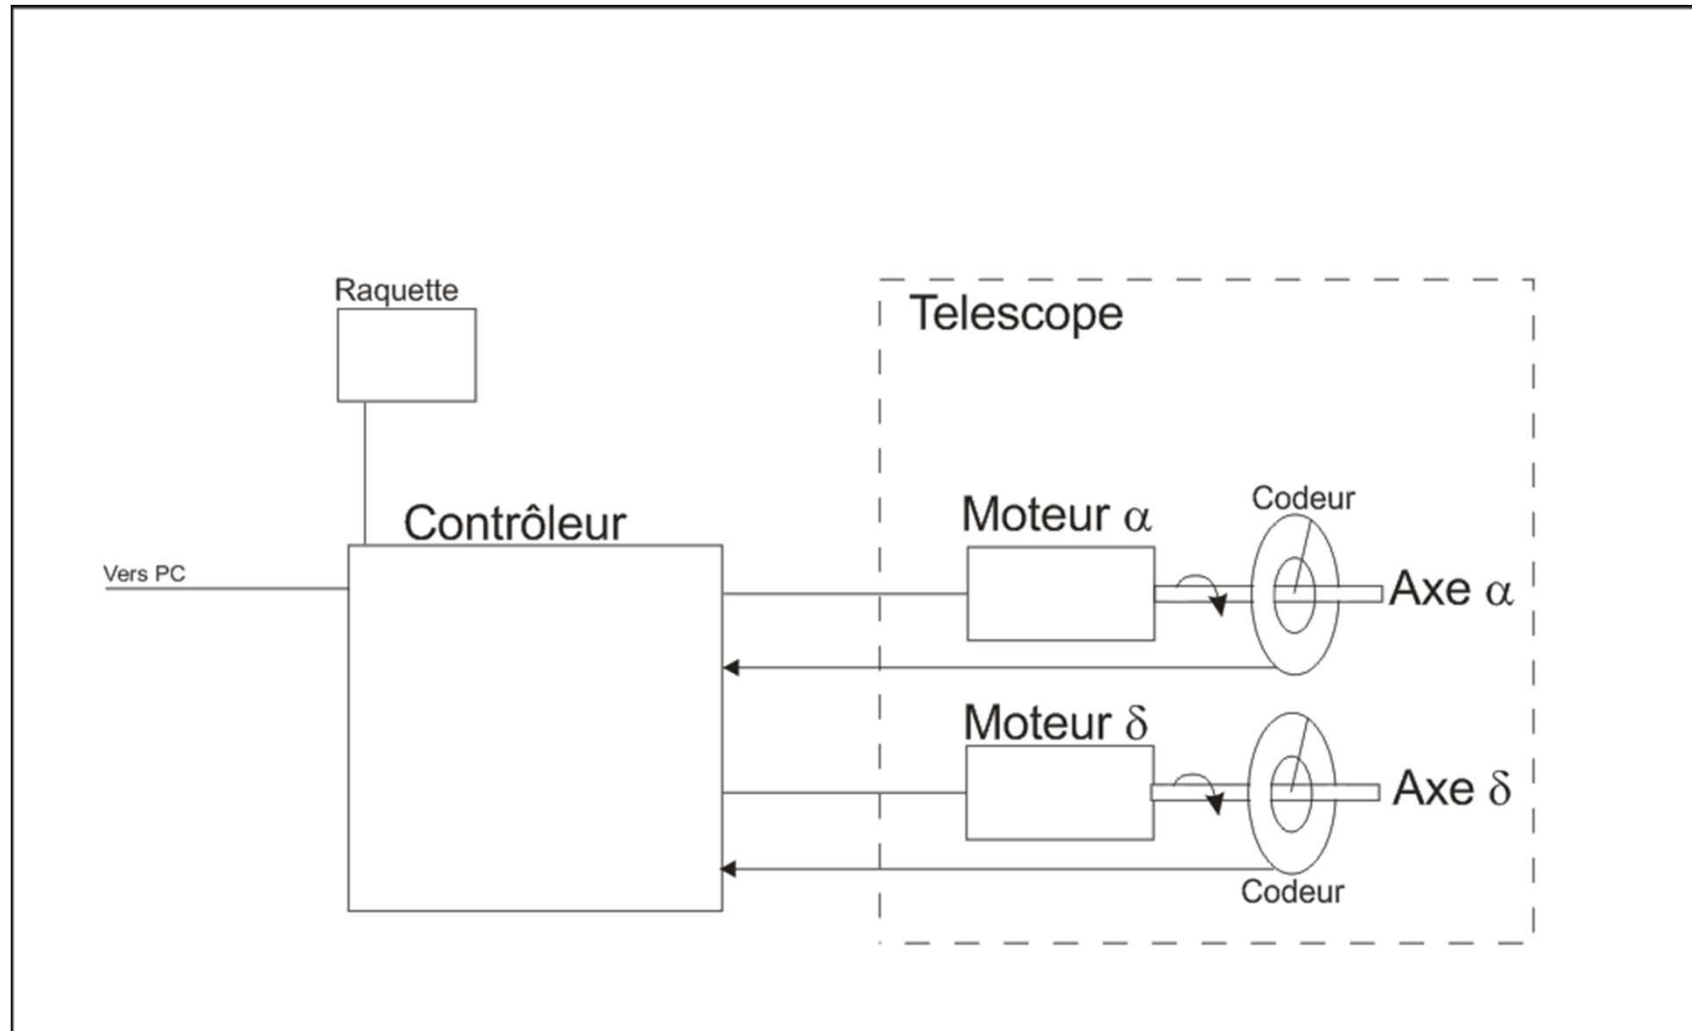 Raquette
Telescope
Contrôleur
Vers PC
Moteur α
Codeur
Axe α
Moteur δ
Axe δ
Codeur